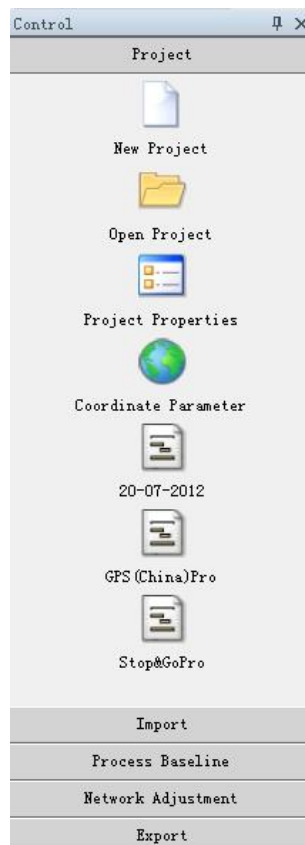 Control
Project
New Project
Open Project
Project Properties
Coordinate Parameter
20-07-2012
GPS(China)Pro
Stop&GoPro
Import
Process Baseline
Network Adjustment
Export